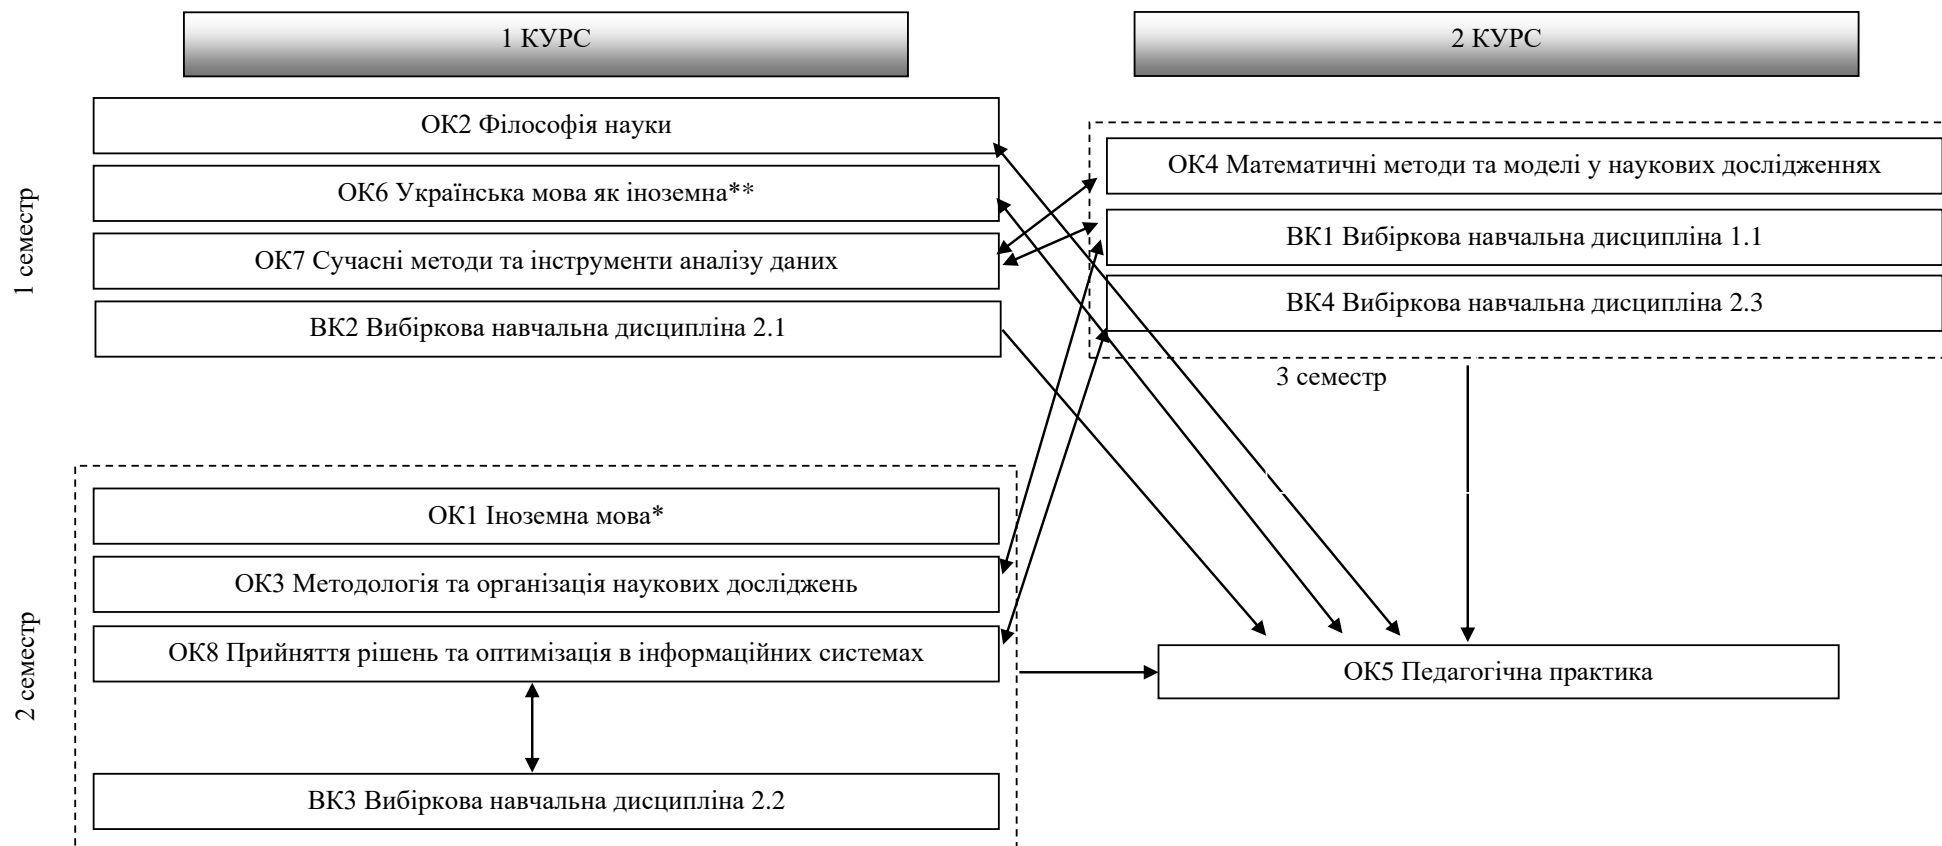 1 КУРС
2 КУРС
1 семестр
ОК2 Філософія науки
ОК6 Українська мова як іноземна**
ОК7 Сучасні методи та інструменти аналізу даних
ВК2 Вибіркова навчальна дисципліна 2.1
ОК4 Математичні методи та моделі у наукових дослідженнях
ВК1 Вибіркова навчальна дисципліна 1.1
ВК4 Вибіркова навчальна дисципліна 2.3
3 семестр
2 семестр
ОК1 Іноземна мова*
ОК3 Методологія та організація наукових досліджень
ОК8 Прийняття рішень та оптимізація в інформаційних системах
ВК3 Вибіркова навчальна дисципліна 2.2
ОК5 Педагогічна практика